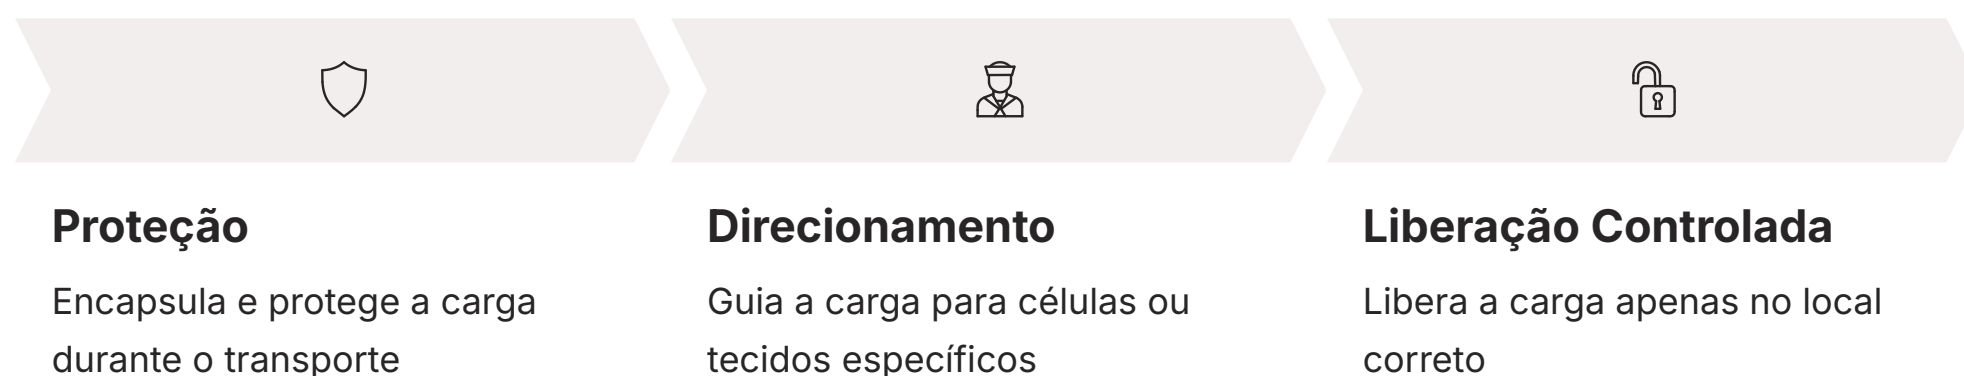 Proteção
Encapsula e protege a carga
durante o transporte
Direcionamento
Guia a carga para células ou
tecidos específicos
Liberação Controlada
Libera a carga apenas no local
correto